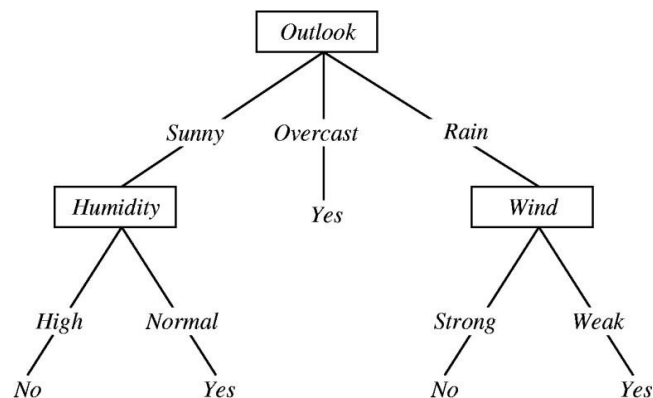 Outlook
Sunny Overcast Rain
Humidity Yes Wind
High Normal Strong Weak
No Yes No Yes